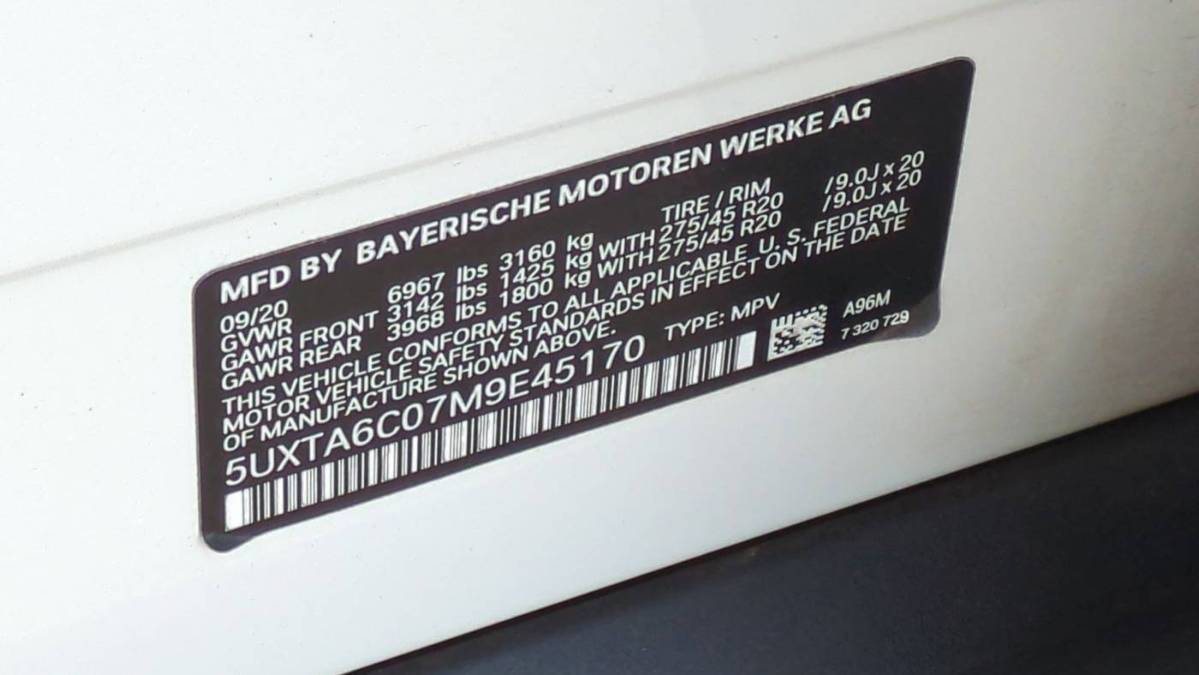 MFD BY BAYERISCHE MOTOREN WERKE AG
09/20 TIRE / RIM
GVWR 6967 lbs 3160 kg
GAWR FRONT 3142 lbs 1425 kg WITH 275/45 R20 /9.0J x 20
GAWR REAR 3968 lbs 1800 kg WITH 275/45 R20 /9.0J x 20
THIS VEHICLE CONFORMS TO ALL APPLICABLE U. S. FEDERAL
MOTOR VEHICLE SAFETY STANDARDS IN EFFECT ON THE DATE
OF MANUFACTURE SHOWN ABOVE.
5UXTA6C07M9E45170 TYPE: MPV A96M
7 320 729